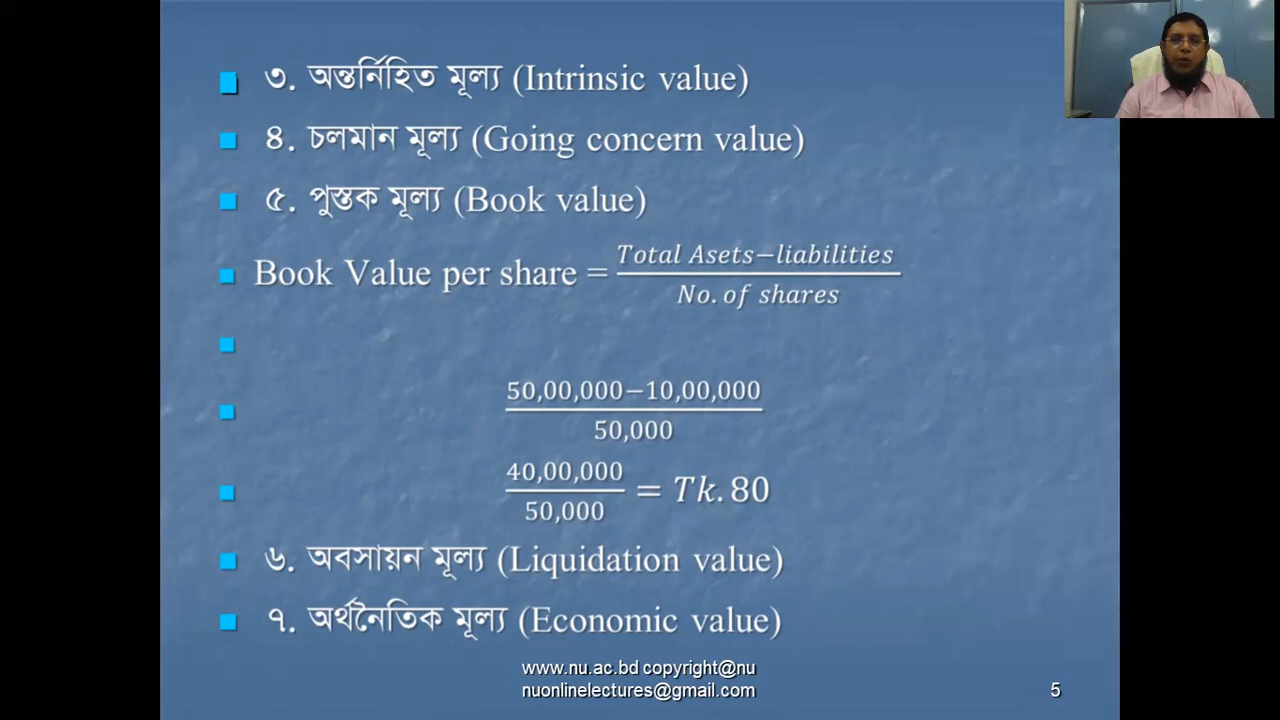 ৩. অন্তর্নিহিত মূল্য (Intrinsic value)
৪. চলমান মূল্য (Going concern value)
৫. পুস্তক মূল্য (Book value)
Book Value per share = \frac{Total Asets−liabilities}{No. of shares}
\frac{50,00,000−10,00,000}{50,000}
\frac{40,00,000}{50,000} = Tk. 80
৬. অবসায়ন মূল্য (Liquidation value)
৭. অর্থনৈতিক মূল্য (Economic value)
www.nu.ac.bd copyright@nu
nuonlinelectures@gmail.com
5